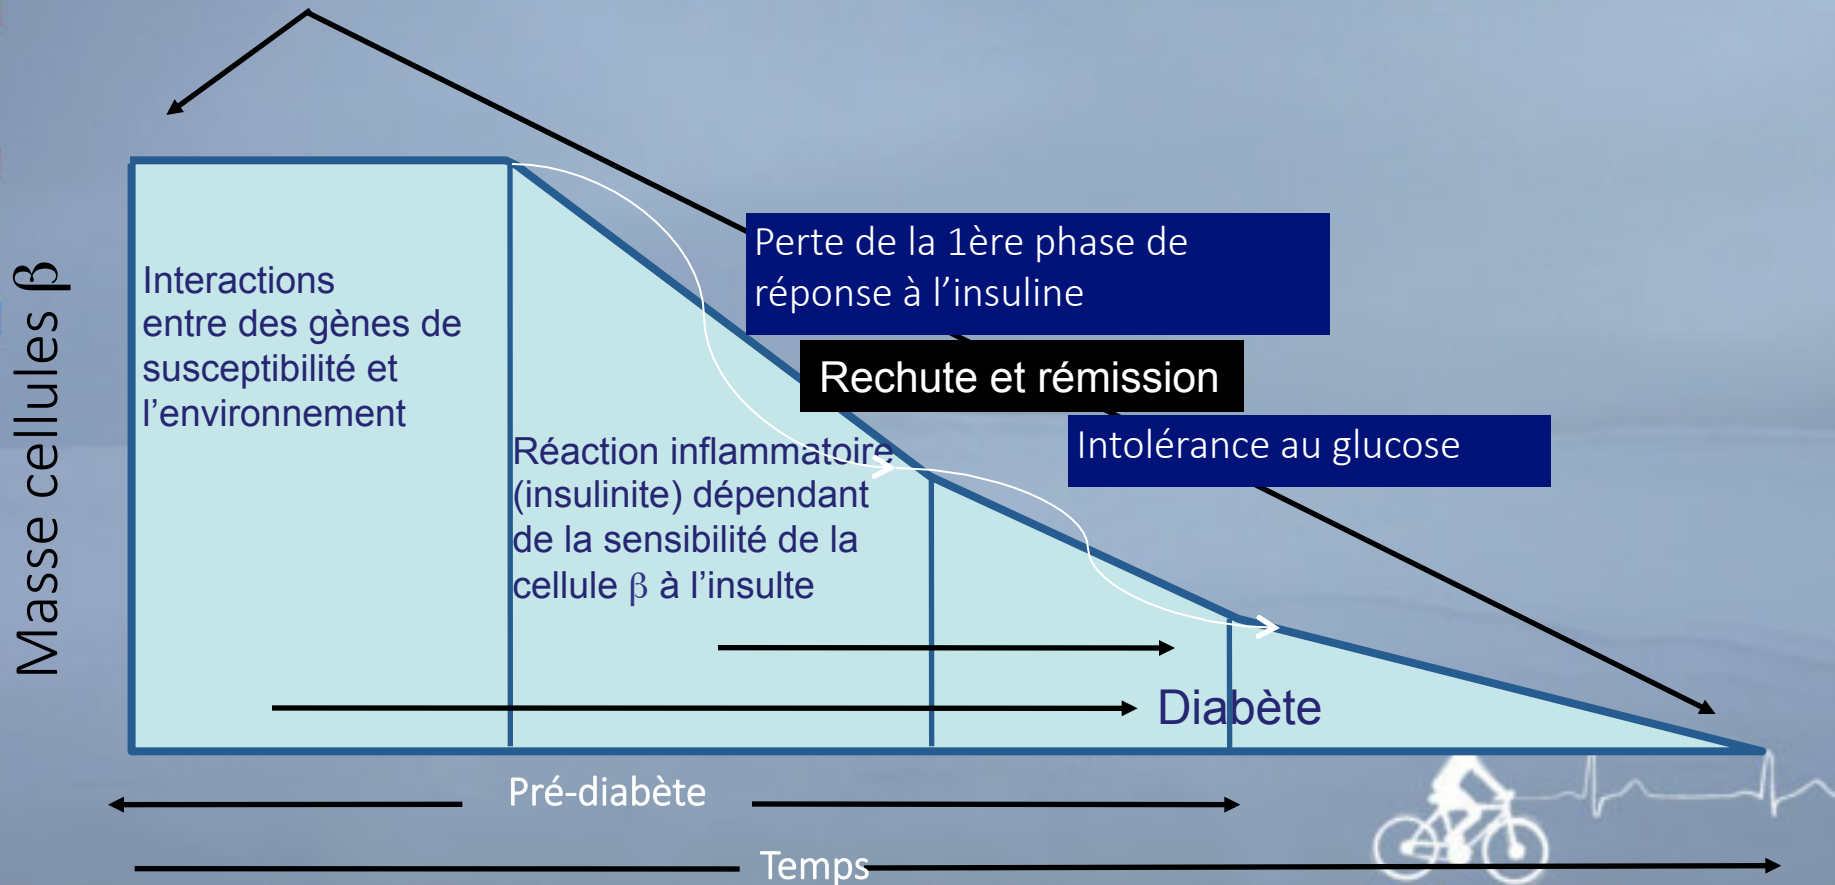 Masse cellules β
Interactions
entre des gènes de
susceptibilité et
l’environnement
Réaction inflammatoire
(insulinite) dépendant
de la sensibilité de la
cellule β à l’insulte
Perte de la 1ère phase de
réponse à l’insuline
Rechute et rémission
Intolérance au glucose
Diabète
Pré-diabète
Temps